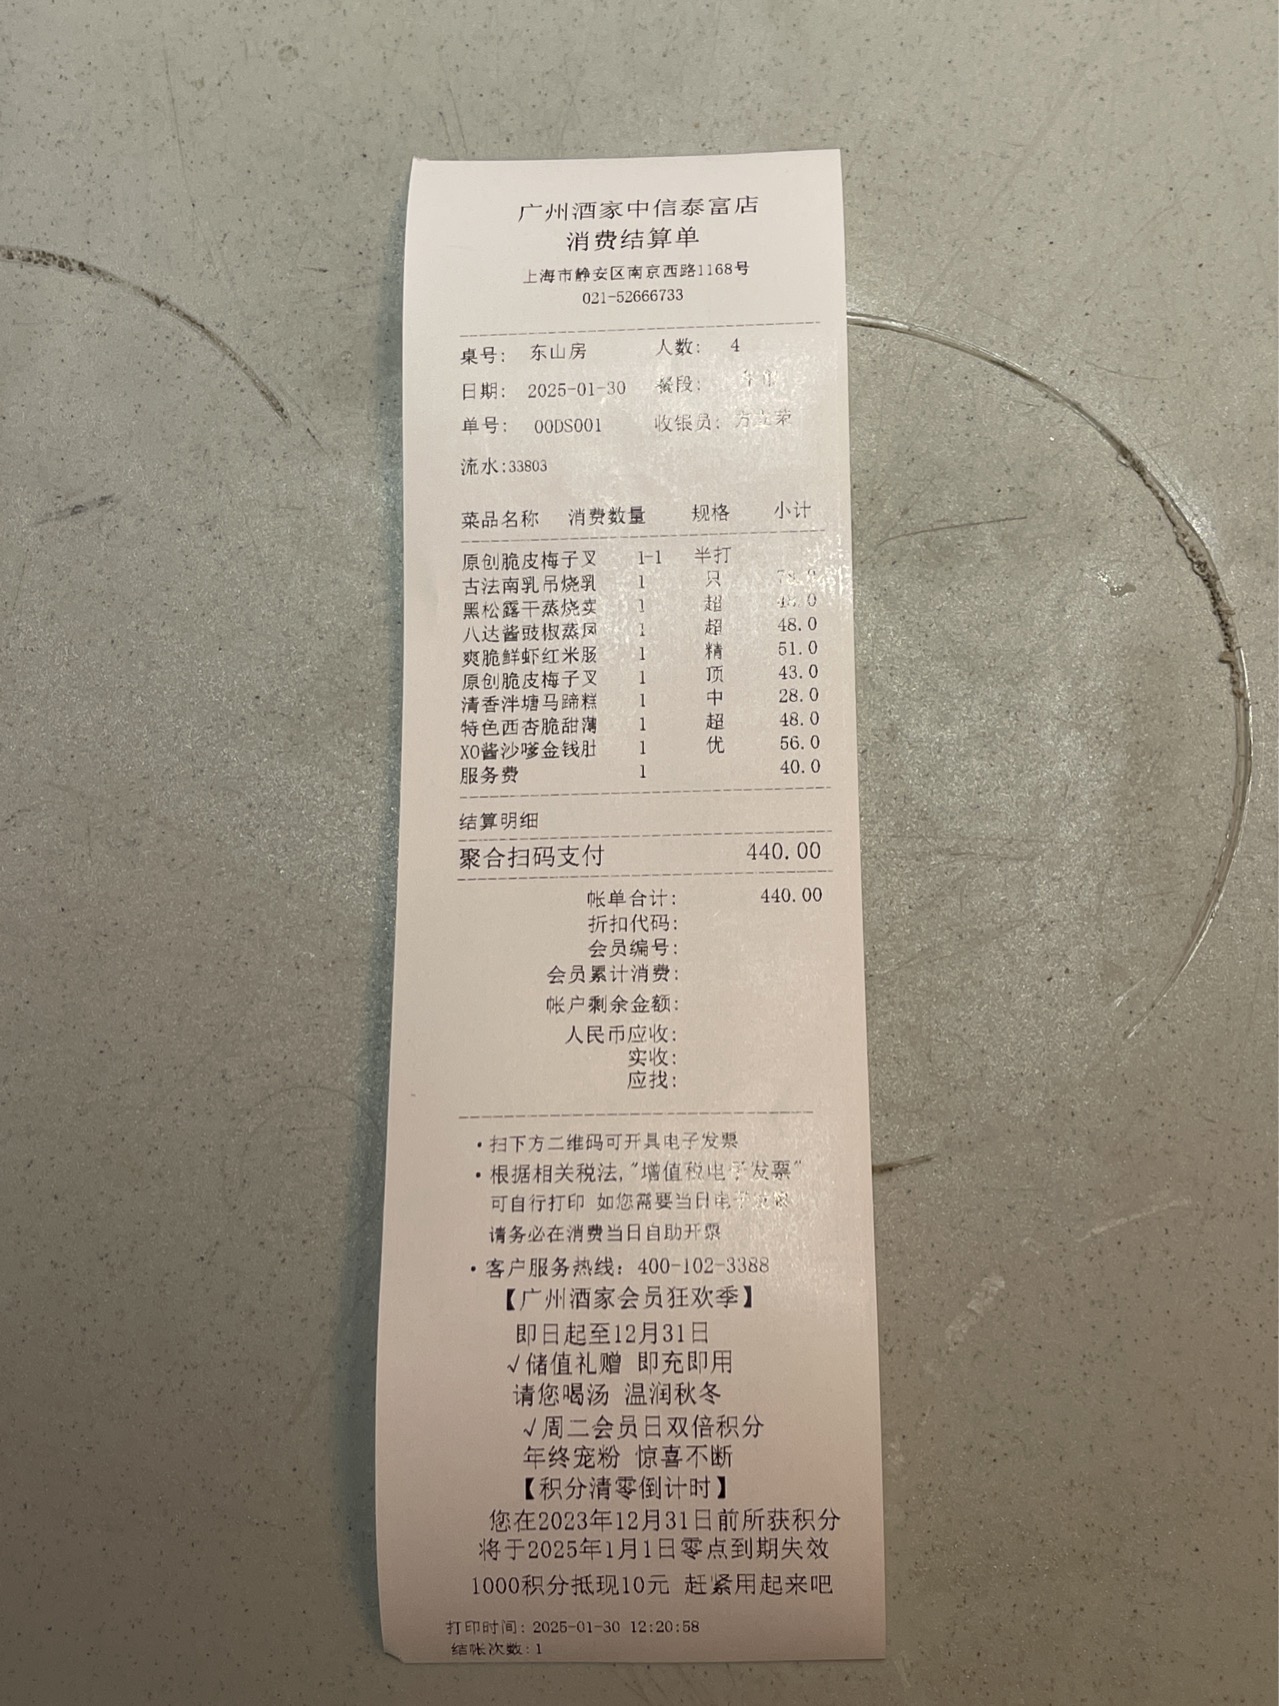 广州酒家中信泰富店
消费结算单
上海市静安区南京西路1168号
021-52666733
桌号: 东山房 人数: 4
日期: 2025-01-30 餐段:
单号: 00DS001 收银员:
流水:33803
菜品名称 消费数量 规格 小计
原创脆皮梅子叉 1-1 半打
古法南乳吊烧乳 1 只
黑松露干蒸烧卖 1 超
八达酱豉椒蒸凤 1 超 48.0
爽脆鲜虾红米肠 1 精 51.0
原创脆皮梅子叉 1 顶 43.0
清香泮塘马蹄糕 1 中 28.0
特色西杏脆甜薄 1 超 48.0
XO酱沙嗲金钱肚 1 优 56.0
服务费 1 40.0
结算明细
聚合扫码支付 440.00
帐单合计: 440.00
折扣代码:
会员编号:
会员累计消费:
帐户剩余金额:
人民币应收:
实收:
应找:
·扫下方二维码可开具电子发票
·根据相关税法,"增值税电子发票"
可自行打印 如您需要当日电子发票
请务必在消费当日自助开票
·客户服务热线: 400-102-3388
【广州酒家会员狂欢季】
即日起至12月31日
√储值礼赠 即充即用
请您喝汤 温润秋冬
√周二会员日双倍积分
年终宠粉 惊喜不断
【积分清零倒计时】
您在2023年12月31日前所获积分
将于2025年1月1日零点到期失效
1000积分抵现10元 赶紧用起来吧
打印时间: 2025-01-30 12:20:58
结帐次数: 1